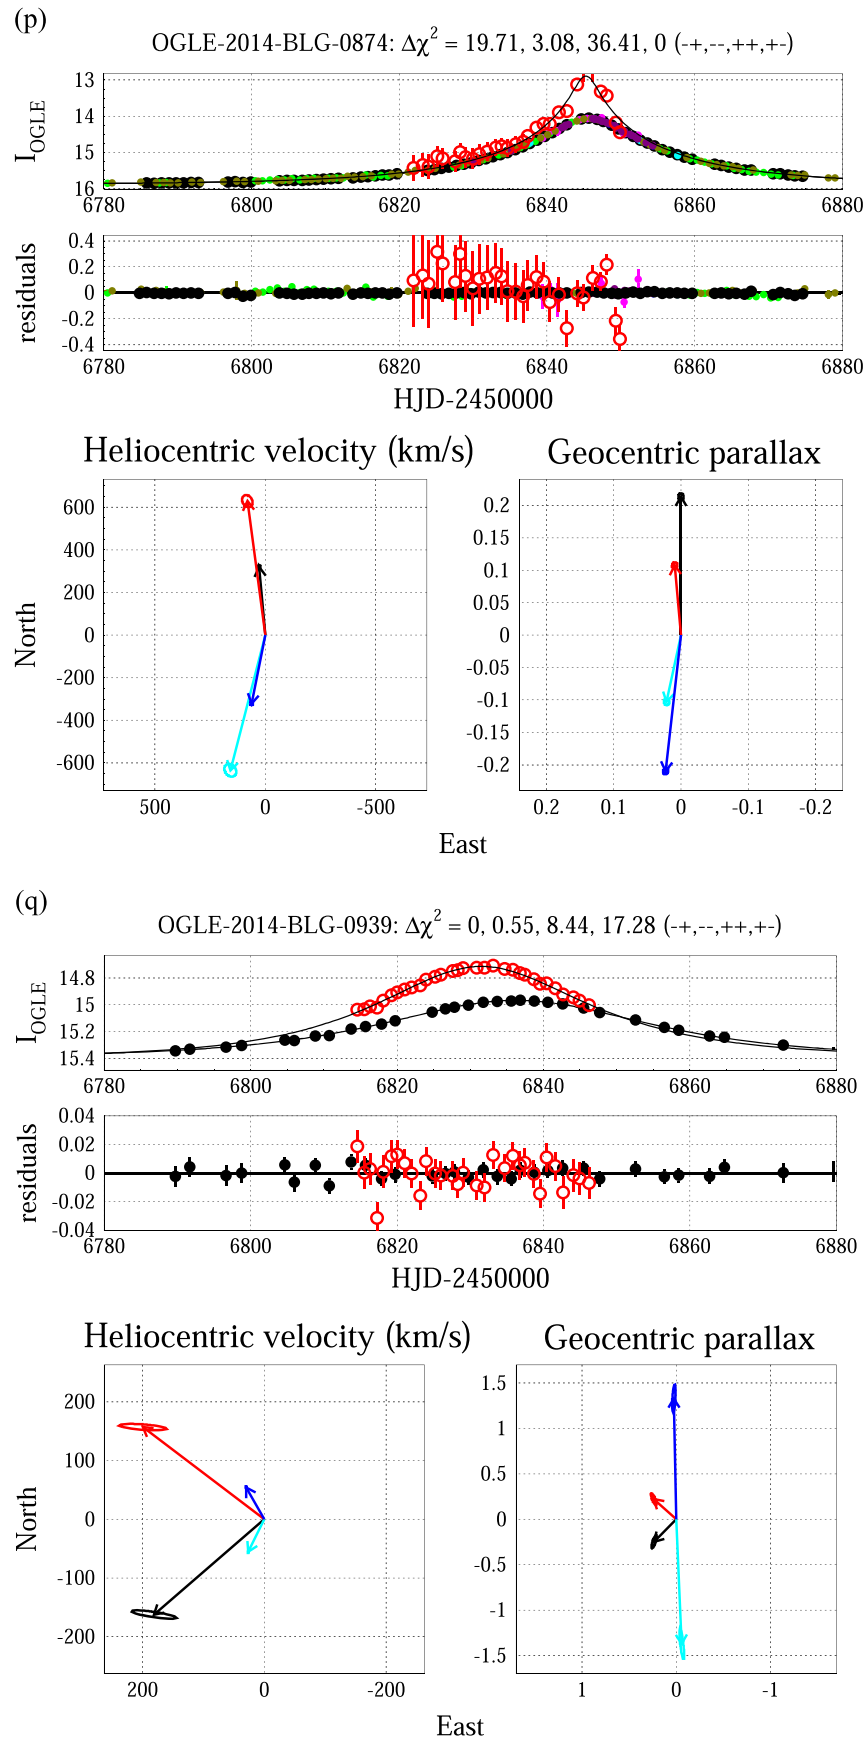 (p)
OGLE-2014-BLG-0874: Δχ² = 19.71, 3.08, 36.41, 0 (-+,--,++,+-)
13
14
15
16
I_OGLE
6780 6800 6820 6840 6860 6880
0.4
0.2
0
-0.2
-0.4
residuals
6780 6800 6820 6840 6860 6880
HJD-2450000
Heliocentric velocity (km/s) Geocentric parallax
600
400
200
0
-200
-400
-600
North
500 0 -500
0.2
0.15
0.1
0.05
0
-0.05
-0.1
-0.15
-0.2
0.2 0.1 0 -0.1 -0.2
East
(q)
OGLE-2014-BLG-0939: Δχ² = 0, 0.55, 8.44, 17.28 (-+,--,++,+-)
14.8
15
15.2
15.4
I_OGLE
6780 6800 6820 6840 6860 6880
0.04
0.02
0
-0.02
-0.04
residuals
6780 6800 6820 6840 6860 6880
HJD-2450000
Heliocentric velocity (km/s) Geocentric parallax
200
100
0
-100
-200
North
200 0 -200
1.5
1
0.5
0
-0.5
-1
-1.5
1 0 -1
East